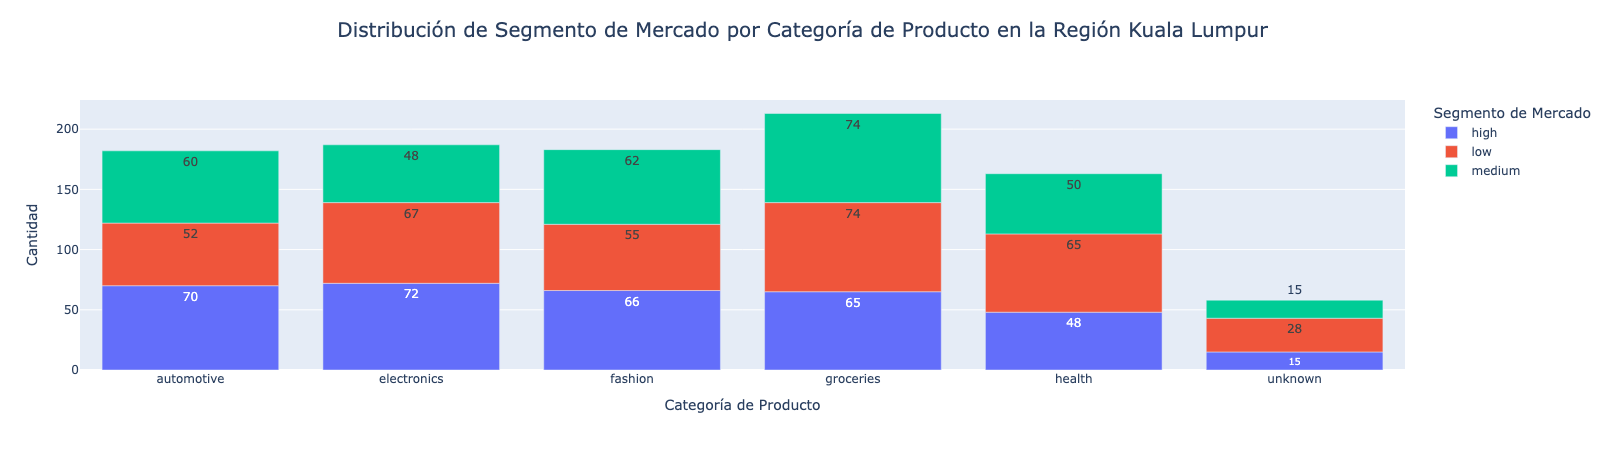 Distribución de Segmento de Mercado por Categoría de Producto en la Región Kuala Lumpur
Segmento de Mercado
high
low
medium
Cantidad
200
150
100
50
0
60
48
62
74
50
15
52
67
55
74
65
28
70
72
66
65
48
15
automotive
electronics
fashion
groceries
health
unknown
Categoría de Producto